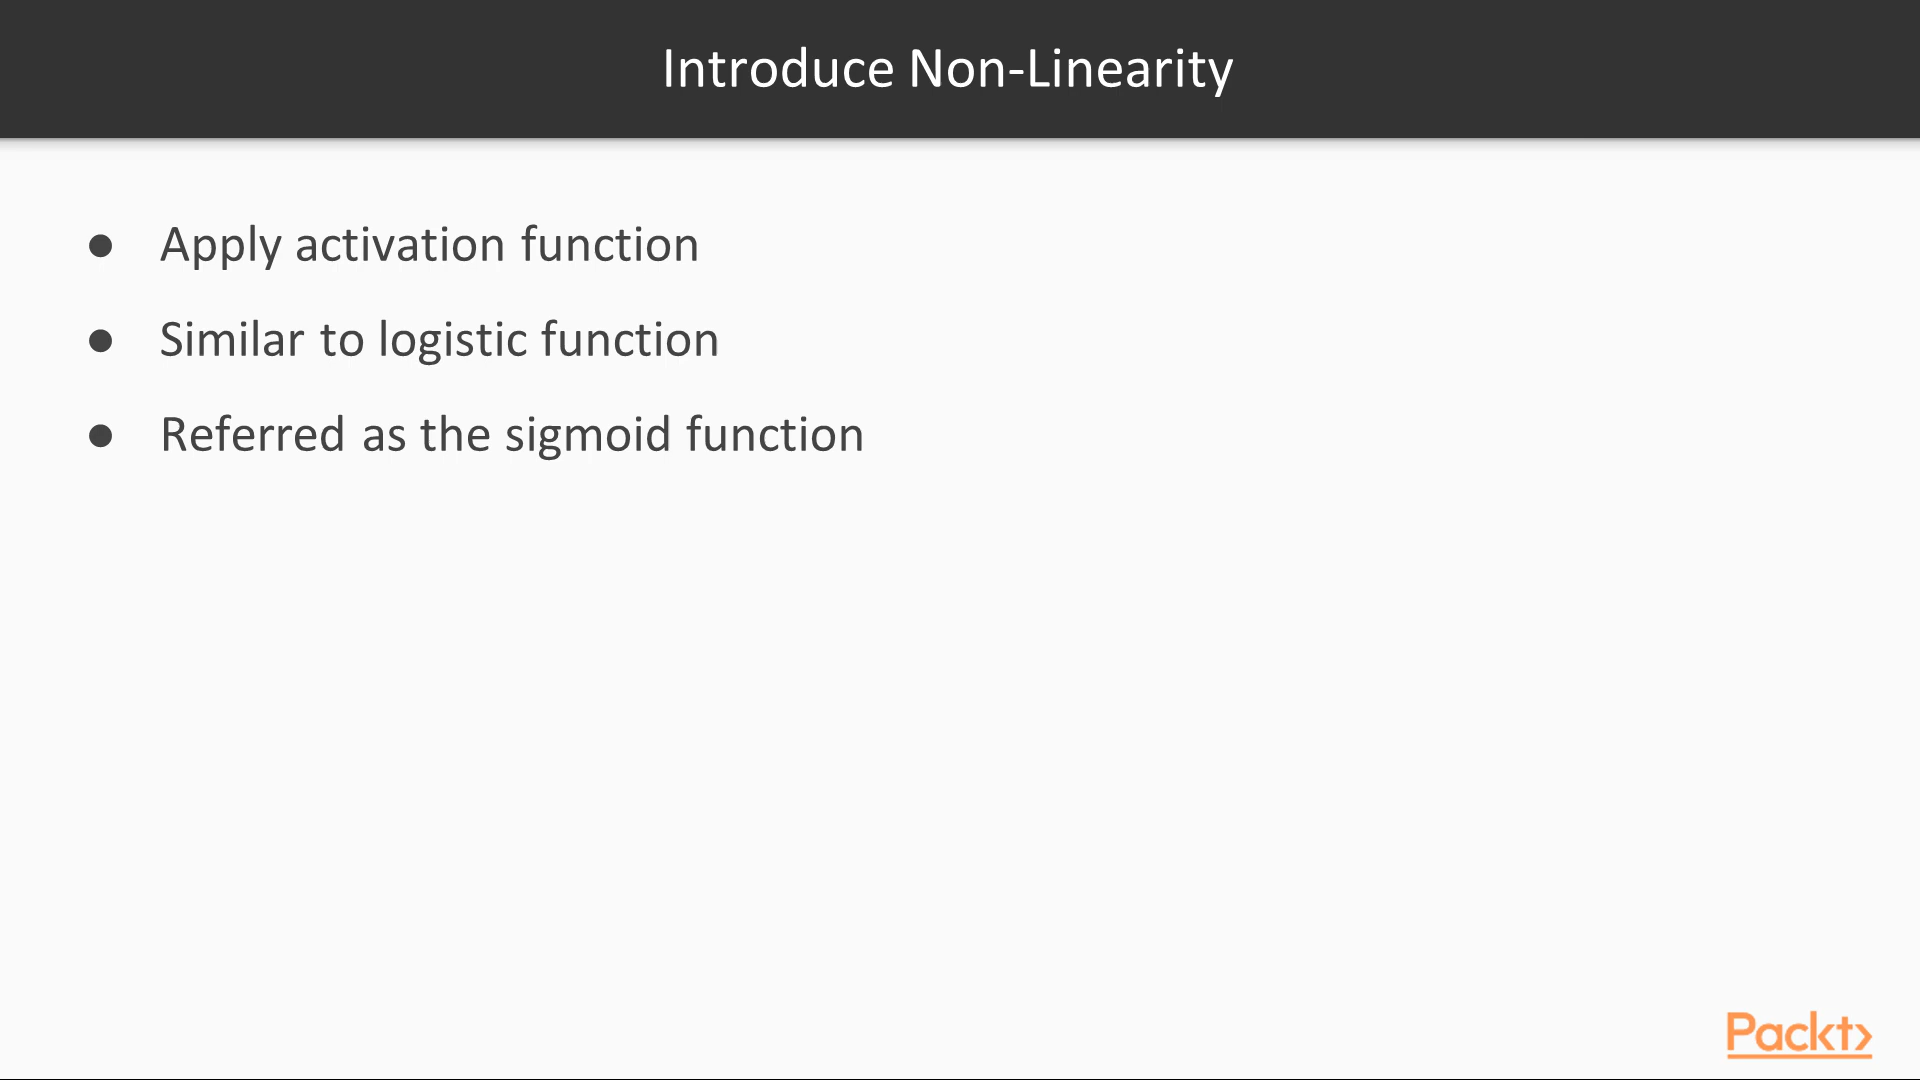 Introduce Non-Linearity
● Apply activation function
● Similar to logistic function
● Referred as the sigmoid function
Packt>